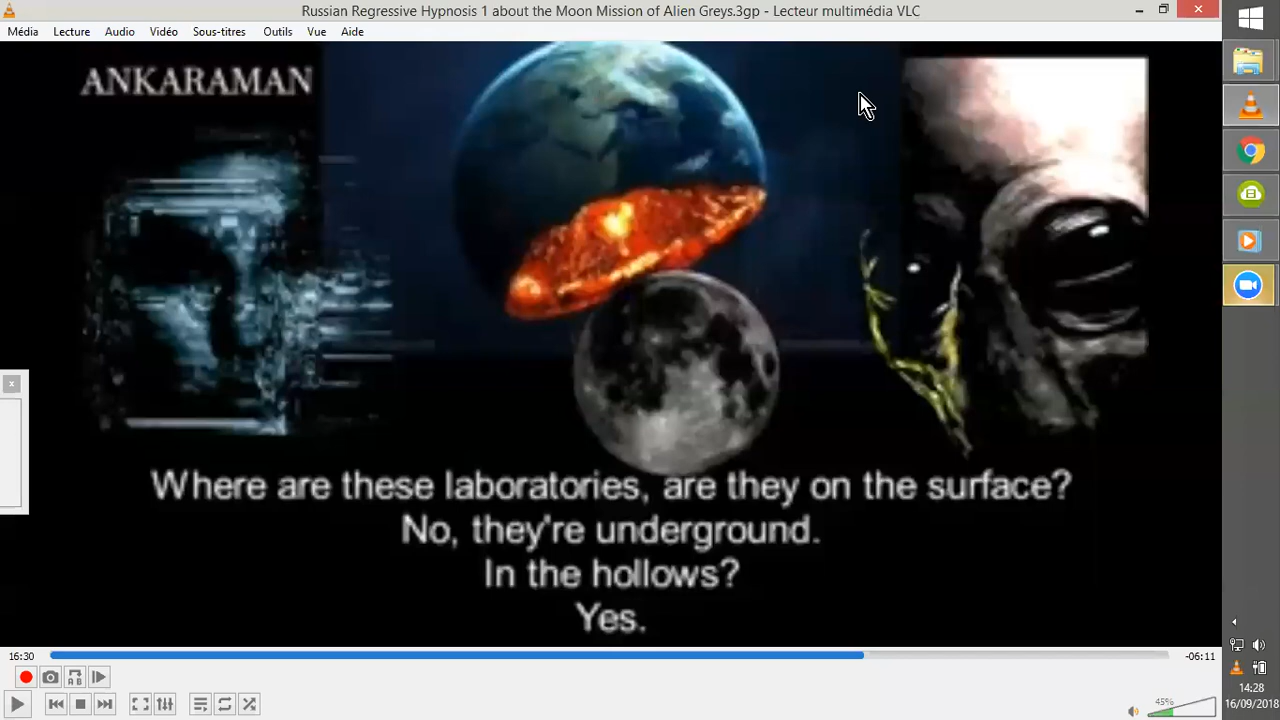 Russian Regressive Hypnosis 1 about the Moon Mission of Alien Greys.3gp - Lecteur multimédia VLC
Média Lecture Audio Vidéo Sous-titres Outils Vue Aide
ANKARAMAN
Where are these laboratories, are they on the surface?
No, they're underground.
In the hollows?
Yes.
16:30
-06:11
A B
45%
14:28
16/09/2018